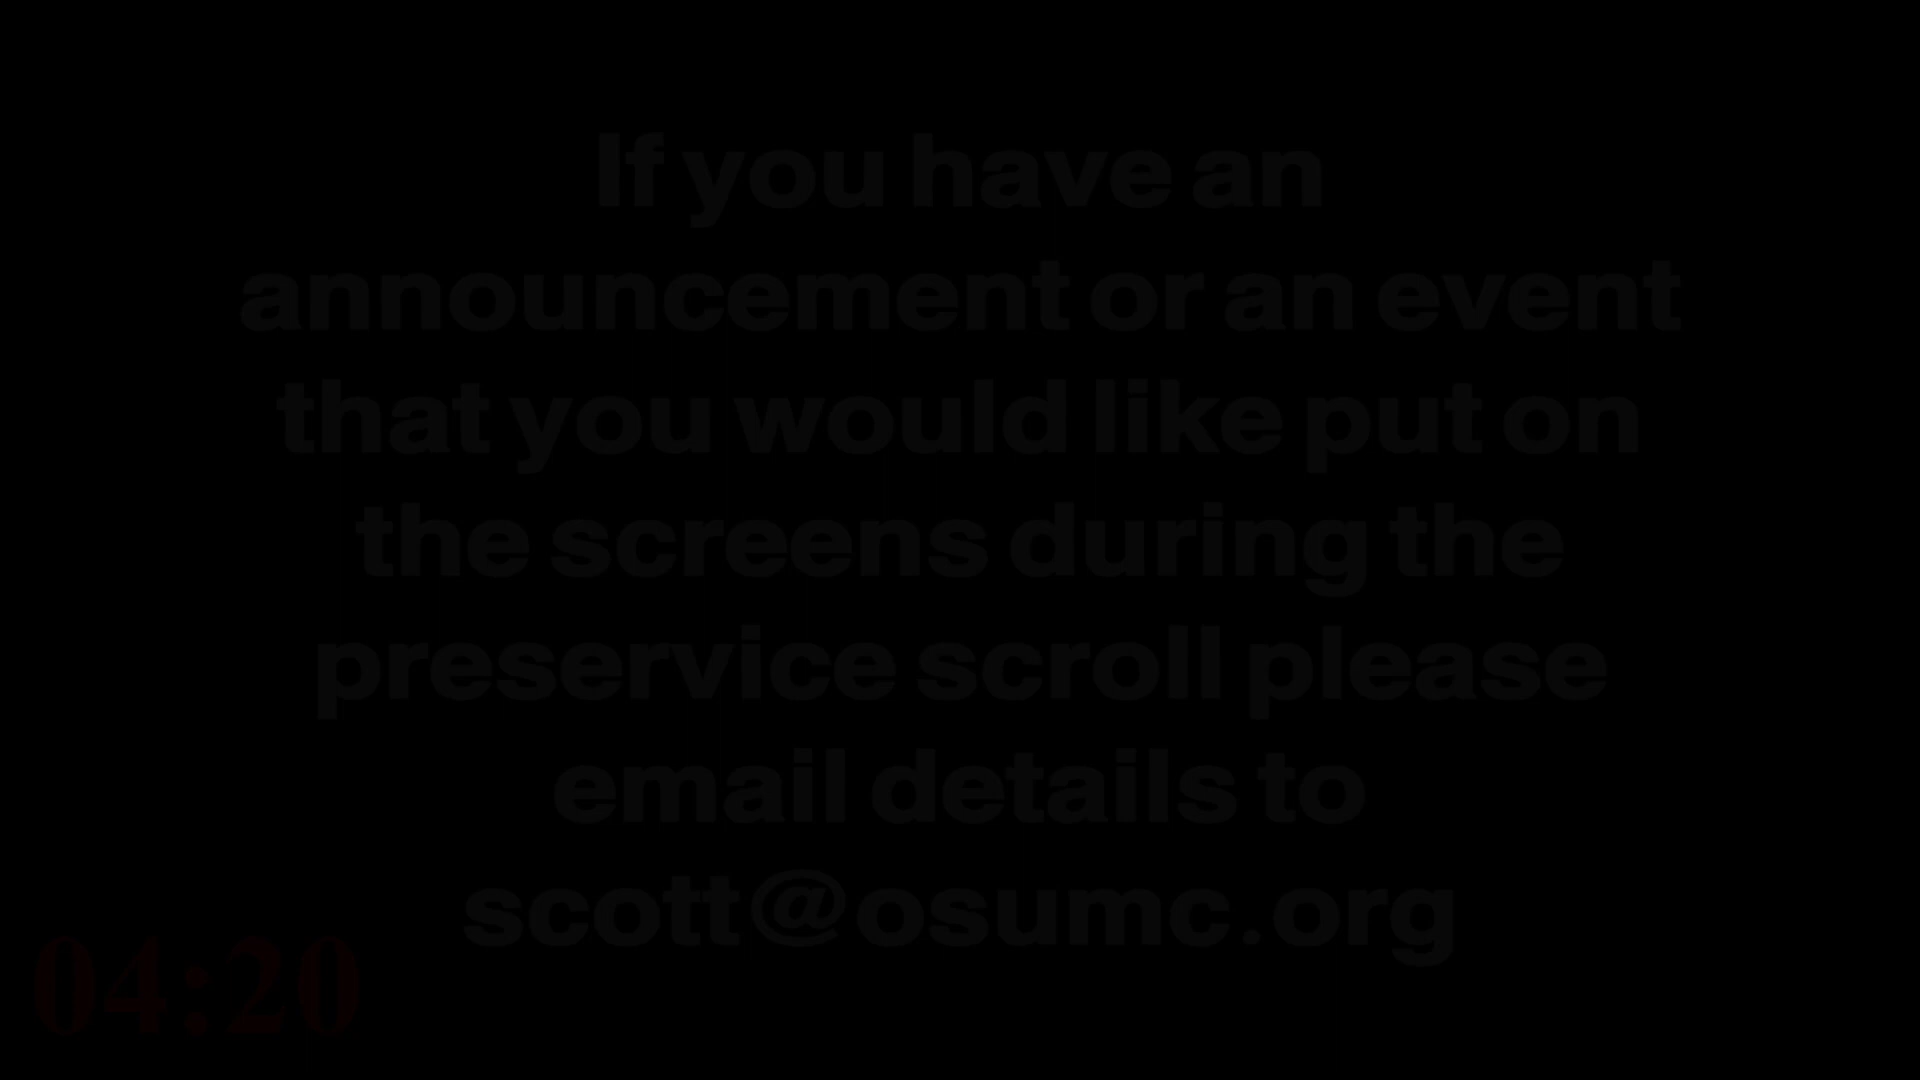 If you have an
announcement or an event
that you would like put on
the screens during the
preservice scroll please
email details to
scott@osumc.org
04:20